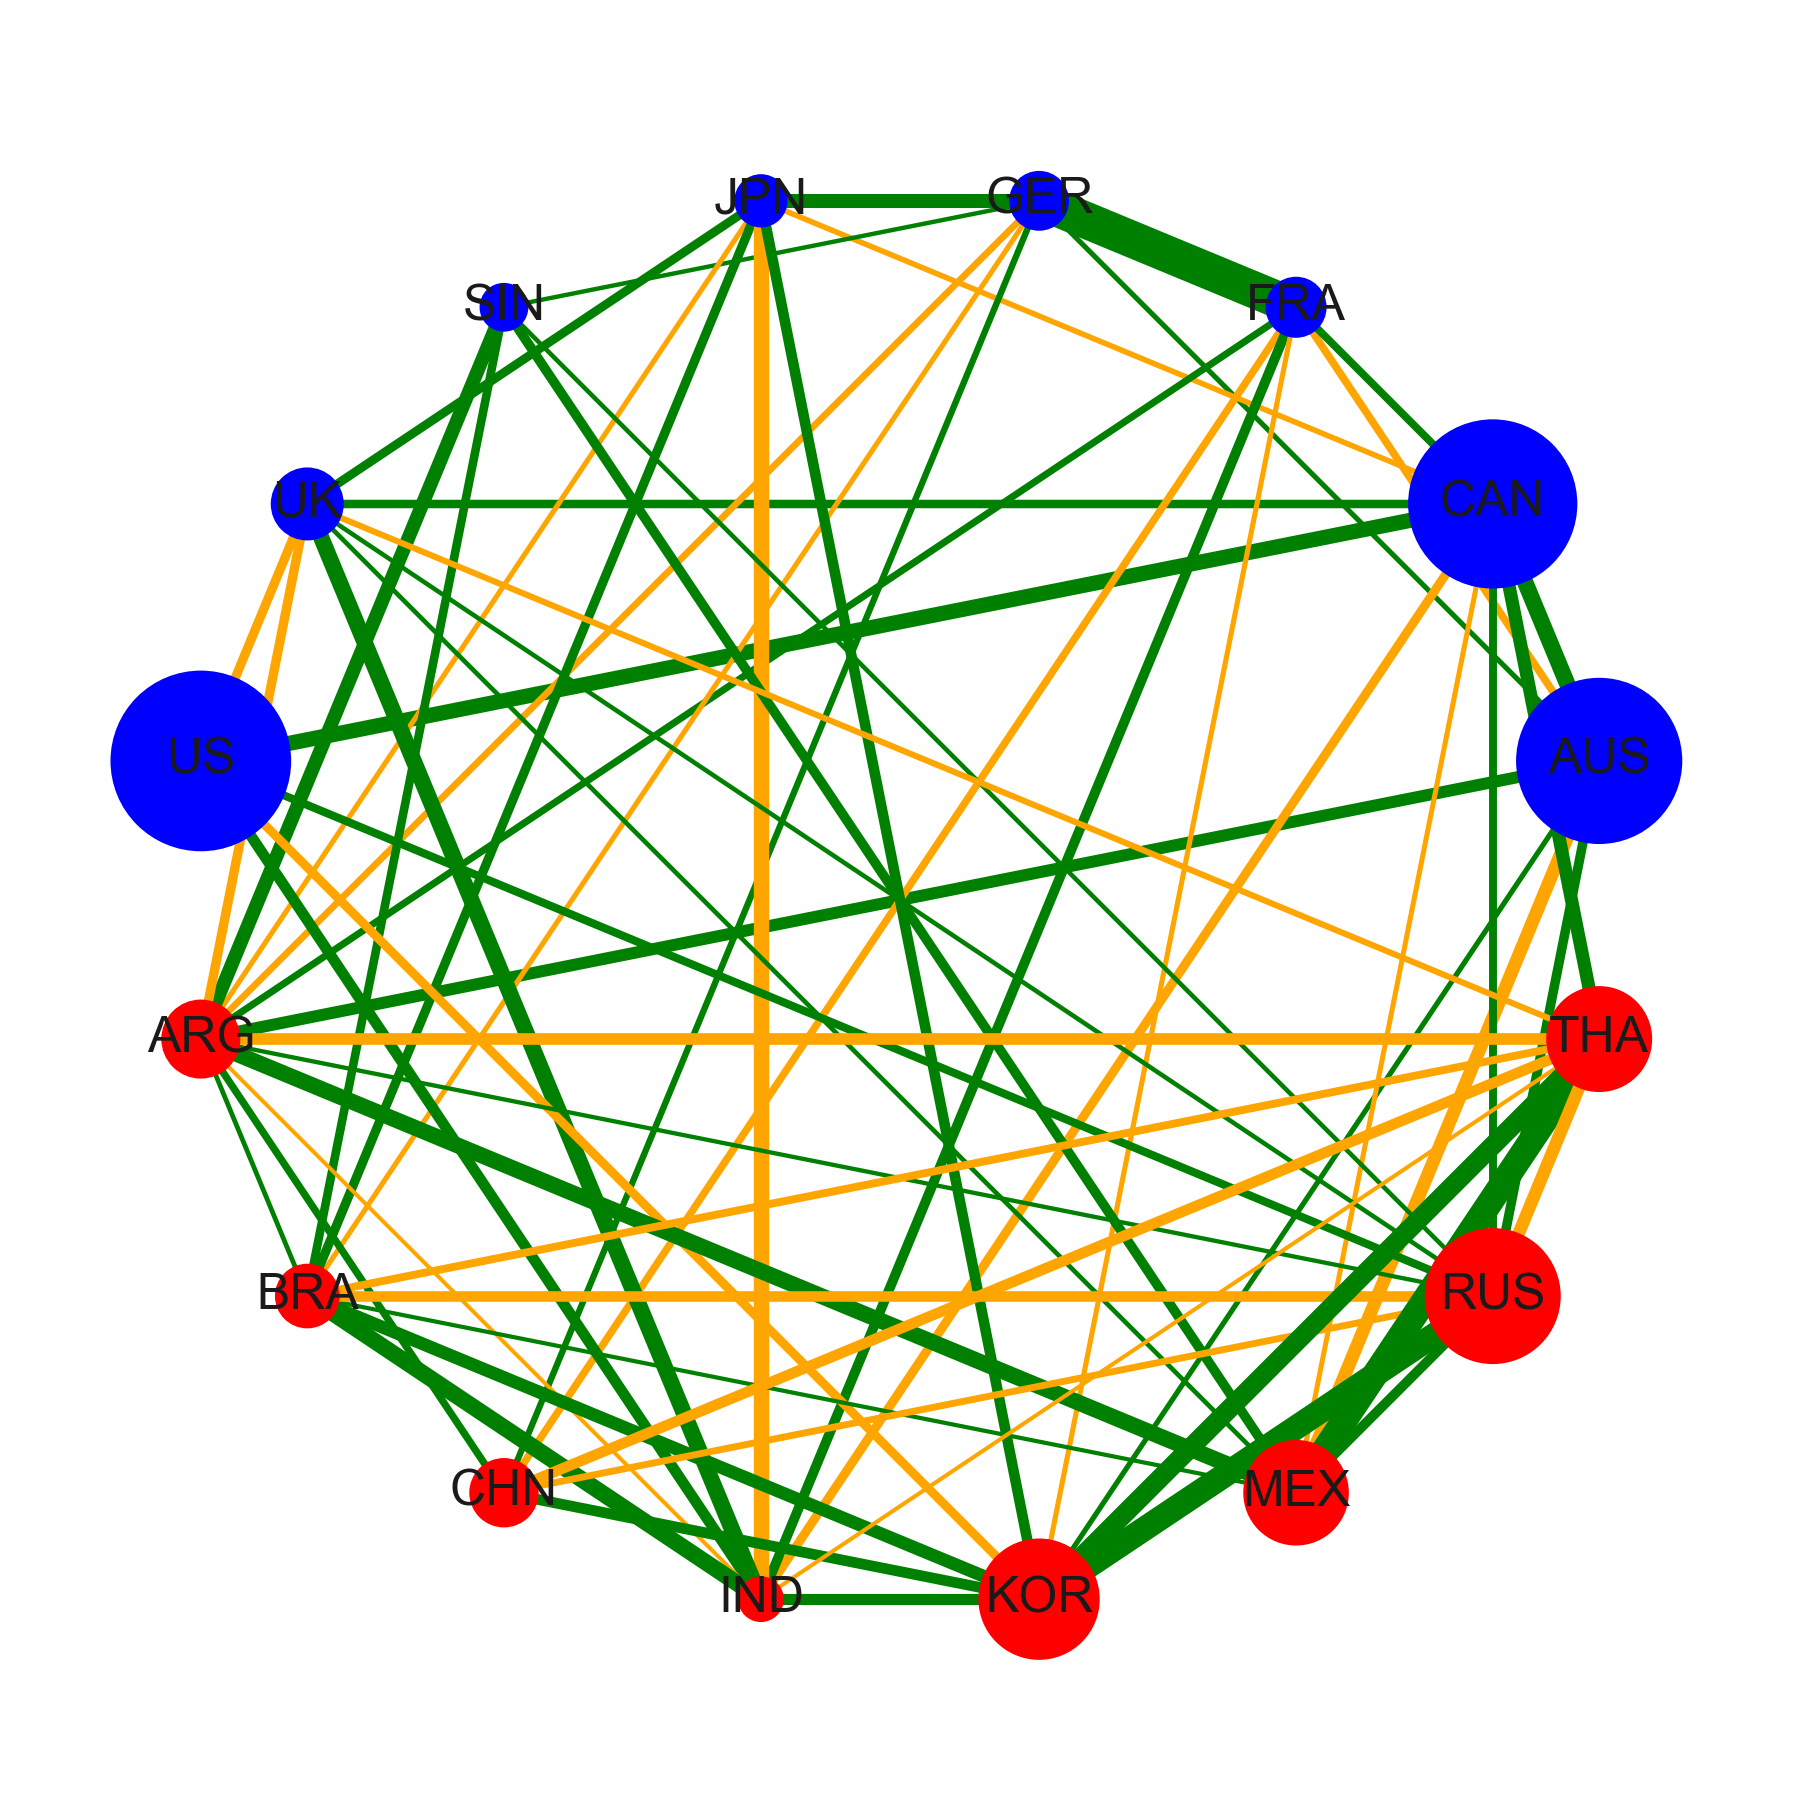 JPN
GER
SIN
FRA
UK
CAN
US
AUS
ARG
THA
BRA
RUS
CHN
MEX
IND
KOR